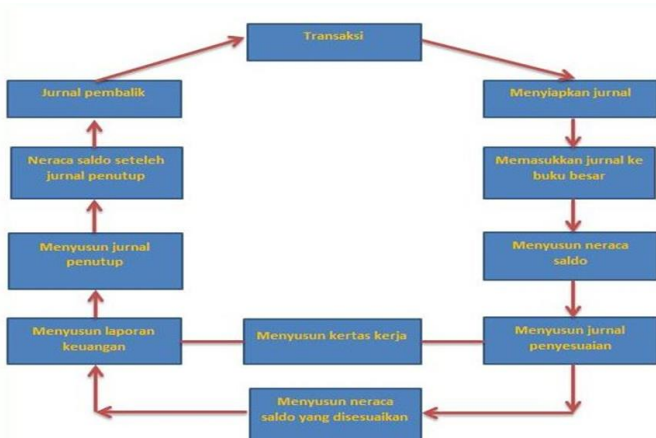 Transaksi
Jurnal pembalik
Menyiapkan jurnal
Neraca saldo seteleh
jurnal penutup
Memasukkan jurnal ke
buku besar
Menyusun jurnal
penutup
Menyusun neraca
saldo
Menyusun laporan
keuangan
Menyusun kertas kerja
Menyusun jurnal
penyesuaian
Menyusun neraca
saldo yang disesuaikan